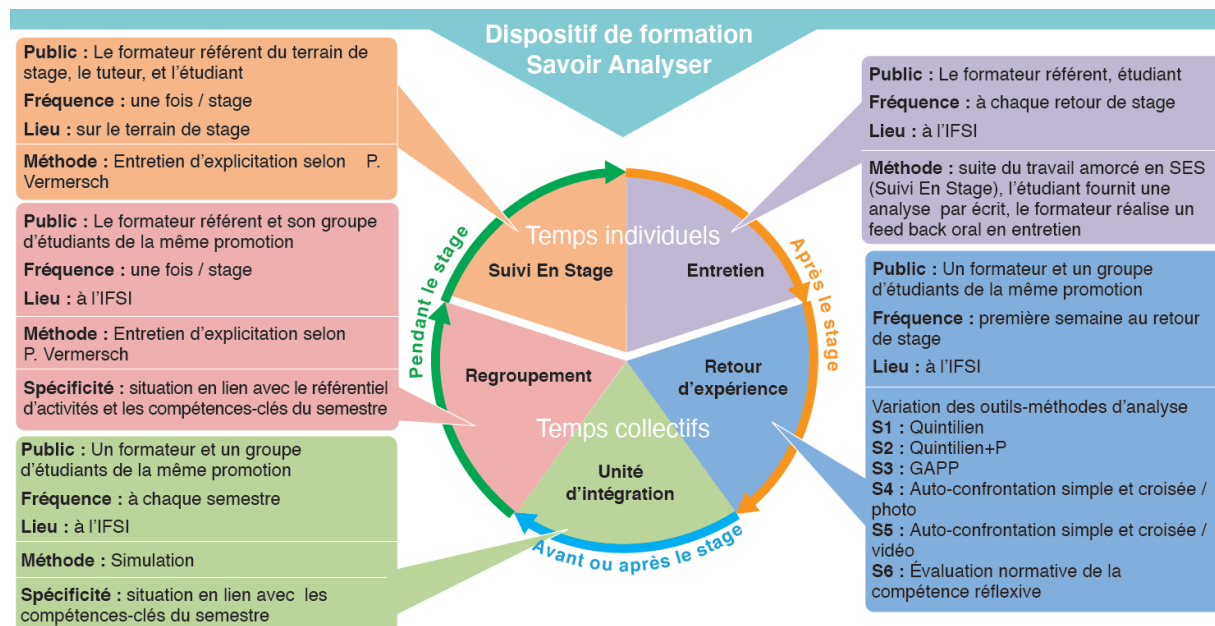 Dispositif de formation
Savoir Analyser
Public : Le formateur référent du terrain de
stage, le tuteur, et l'étudiant
Fréquence : une fois / stage
Lieu : sur le terrain de stage
Méthode : Entretien d'explicitation selon P.
Vermersch
Public : Le formateur référent et son groupe
d'étudiants de la même promotion
Fréquence : une fois / stage
Lieu : à l'IFSI
Méthode : Entretien d'explicitation selon
P. Vermersch
Spécificité : situation en lien avec le référentiel
d'activités et les compétences-clés du semestre
Public : Un formateur et un groupe
d'étudiants de la même promotion
Fréquence : à chaque semestre
Lieu : à l'IFSI
Méthode : Simulation
Spécificité : situation en lien avec les
compétences-clés du semestre
Pendant le stage
Temps individuels
Suivi En Stage
Entretien
Après le stage
Regroupement
Retour
d'expérience
Temps collectifs
Unité
d'intégration
Avant ou après le stage
Public : Le formateur référent, étudiant
Fréquence : à chaque retour de stage
Lieu : à l'IFSI
Méthode : suite du travail amorcé en SES
(Suivi En Stage), l'étudiant fournit une
analyse par écrit, le formateur réalise un
feed back oral en entretien
Public : Un formateur et un groupe
d'étudiants de la même promotion
Fréquence : première semaine au retour
de stage
Lieu : à l'IFSI
Variation des outils-méthodes d'analyse
S1 : Quintilien
S2 : Quintilien+P
S3 : GAPP
S4 : Auto-confrontation simple et croisée /
photo
S5 : Auto-confrontation simple et croisée /
vidéo
S6 : Évaluation normative de la
compétence réflexive